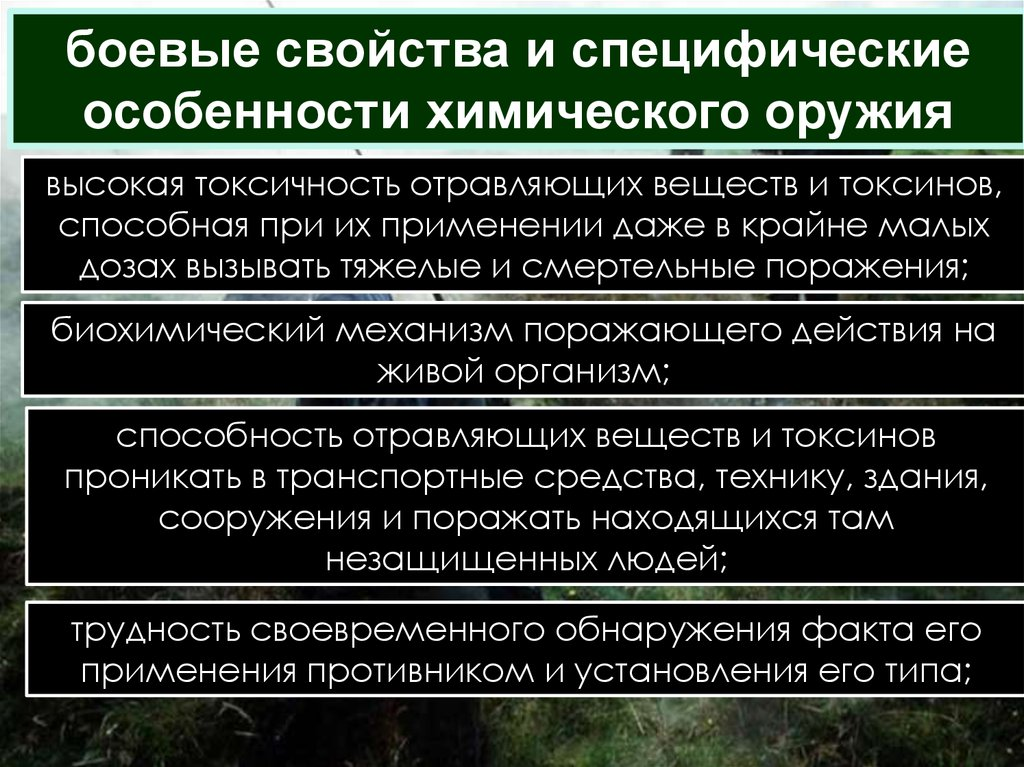 боевые свойства и специфические
особенности химического оружия
высокая токсичность отравляющих веществ и токсинов,
способная при их применении даже в крайне малых
дозах вызывать тяжелые и смертельные поражения;
биохимический механизм поражающего действия на
живой организм;
способность отравляющих веществ и токсинов
проникать в транспортные средства, технику, здания,
сооружения и поражать находящихся там
незащищенных людей;
трудность своевременного обнаружения факта его
применения противником и установления его типа;